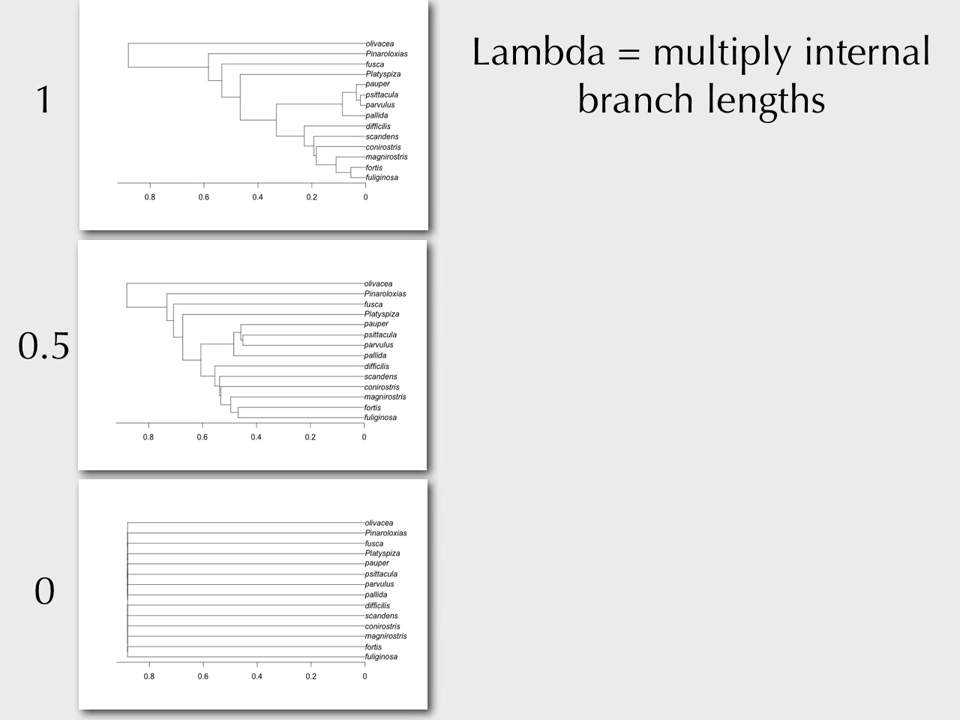 Lambda = multiply internal
branch lengths
1
olivacea
Pinaroloxias
fusca
Platyspiza
pauper
psittacula
parvulus
pallida
difficilis
scandens
conirostris
magnirostris
fortis
fuliginosa
0.8 0.6 0.4 0.2 0
0.5
olivacea
Pinaroloxias
fusca
Platyspiza
pauper
psittacula
parvulus
pallida
difficilis
scandens
conirostris
magnirostris
fortis
fuliginosa
0.8 0.6 0.4 0.2 0
0
olivacea
Pinaroloxias
fusca
Platyspiza
pauper
psittacula
parvulus
pallida
difficilis
scandens
conirostris
magnirostris
fortis
fuliginosa
0.8 0.6 0.4 0.2 0